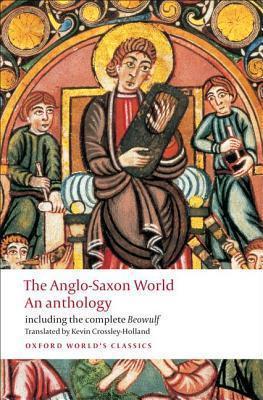 The Anglo-Saxon World
An anthology
including the complete Beowulf
Translated by Kevin Crossley-Holland
OXFORD WORLD'S CLASSICS